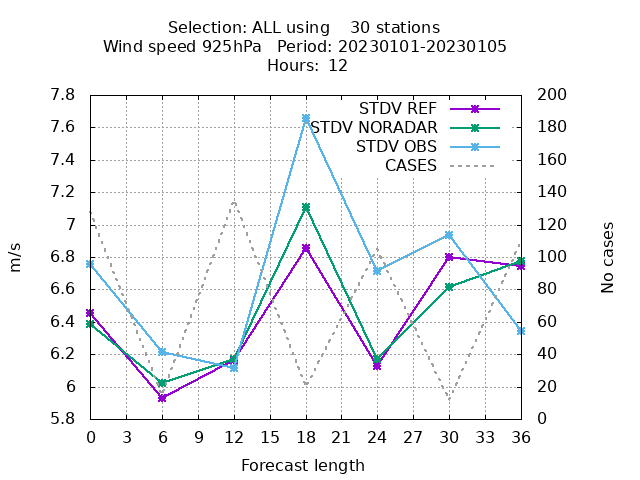 Selection: ALL using    30 stations
Wind speed 925hPa   Period: 20230101-20230105
Hours:  12
7.8
7.6
7.4
7.2
7
6.8
6.6
6.4
6.2
6
5.8
m/s
STDV REF
STDV NORADAR
STDV OBS
CASES
200
180
160
140
120
100
80
60
40
20
0
No cases
0 3 6 9 12 15 18 21 24 27 30 33 36
Forecast length